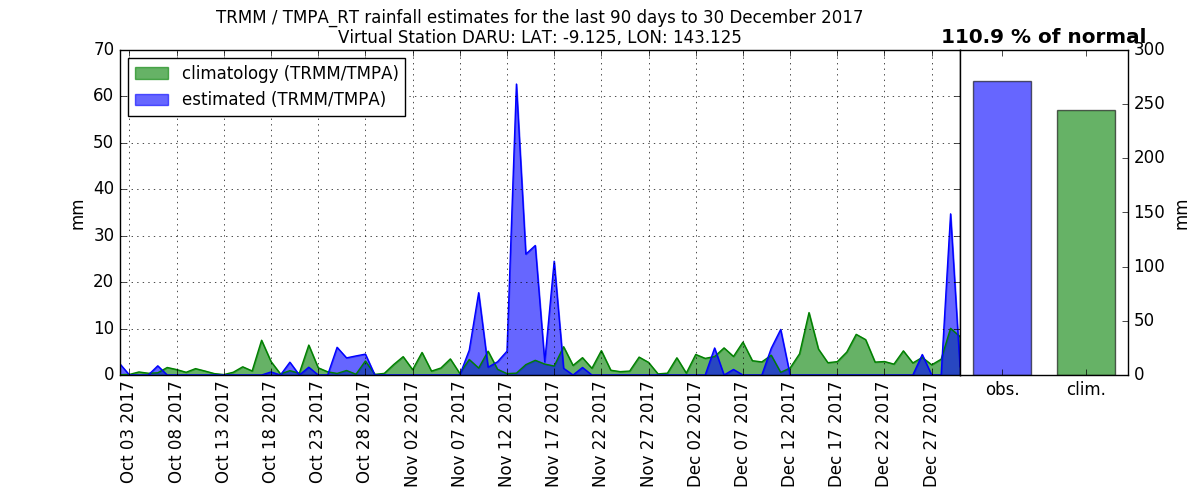 TRMM / TMPA_RT rainfall estimates for the last 90 days to 30 December 2017
Virtual Station DARU: LAT: -9.125, LON: 143.125
110.9 % of normal
climatology (TRMM/TMPA)
estimated (TRMM/TMPA)
70
60
50
40
30
20
10
0
mm
Oct 03 2017
Oct 08 2017
Oct 13 2017
Oct 18 2017
Oct 23 2017
Oct 28 2017
Nov 02 2017
Nov 07 2017
Nov 12 2017
Nov 17 2017
Nov 22 2017
Nov 27 2017
Dec 02 2017
Dec 07 2017
Dec 12 2017
Dec 17 2017
Dec 22 2017
Dec 27 2017
obs.
clim.
300
250
200
150
100
50
0
mm